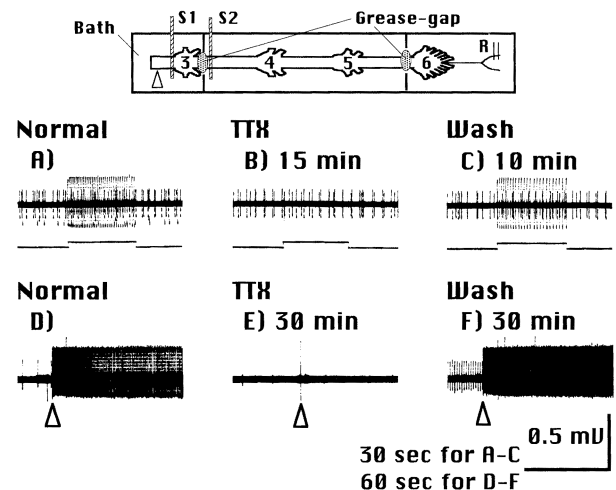 S1 S2 Grease-gap
Bath
R
3 4 5 6
Normal TTX Wash
A) B) 15 min C) 10 min
Normal TTX Wash
D) E) 30 min F) 30 min
0.5 mV
30 sec for A-C
60 sec for D-F